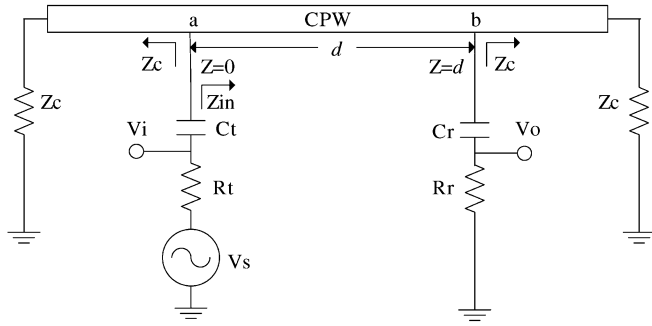 a CPW b
d
Zc Z=0 Z=d Zc
Zc Zin Zc
Vi Ct Cr Vo
Rt Rr
Vs